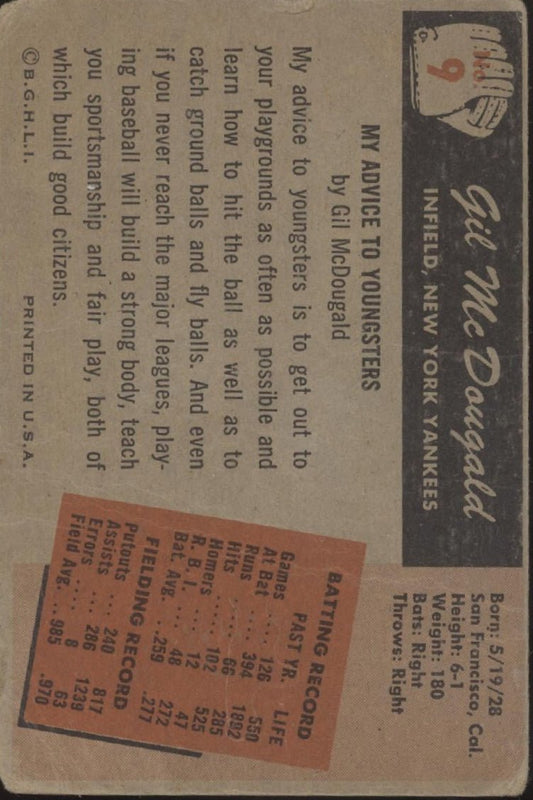 No.
9
Gil McDougald
INFIELD, NEW YORK YANKEES
Born: 5/19/28
San Francisco, Cal.
Height: 6-1
Weight: 180
Bats: Right
Throws: Right
MY ADVICE TO YOUNGSTERS
by Gil McDougald
My advice to youngsters is to get out to
your playgrounds as often as possible and
learn how to hit the ball as well as to
catch ground balls and fly balls. And even
if you never reach the major leagues, play-
ing baseball will build a strong body, teach
you sportsmanship and fair play, both of
which build good citizens.
BATTING RECORD
PAST YR. LIFE
Games .... 126 550
At Bat .... 394 1892
Runs ..... 66 285
Hits ..... 102 525
Homers .... 12 47
R. B. I. .... 48 272
Bat. Avg. .. .259 .277
FIELDING RECORD
Putouts ... 240 817
Assists ... 286 1239
Errors .... 8 63
Field Avg. .. .985 .970
© B.G.H.L.I. PRINTED IN U.S.A.